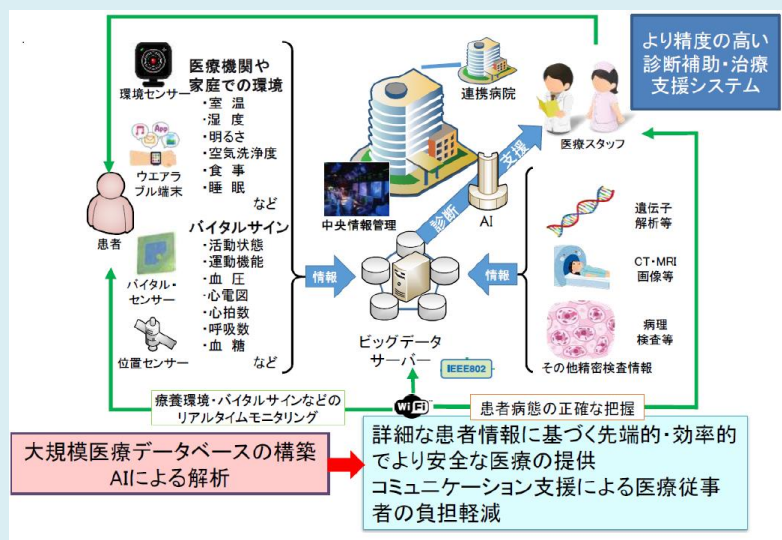 より精度の高い
診断補助・治療
支援システム
環境センサー
医療機関や
家庭での環境
・室 温
・湿 度
・明るさ
・空気洗浄度
・食 事
・睡 眠
など
App
ウエアラ
ブル端末
患者
バイタルサイン
・活動状態
・運動機能
・血 圧
・心電図
・心拍数
・呼吸数
・血 糖
など
バイタル・
センサー
位置センサー
情報
連携病院
医療スタッフ
中央情報管理
診断
支援
AI
情報
ビッグデータ
サーバー
IEEE802
遺伝子
解析等
CT・MRI
画像等
病理
検査等
その他精密検査情報
療養環境・バイタルサインなどの
リアルタイムモニタリング
WiFi
患者病態の正確な把握
大規模医療データベースの構築
AIによる解析
詳細な患者情報に基づく先端的・効率的
でより安全な医療の提供
コミュニケーション支援による医療従事
者の負担軽減